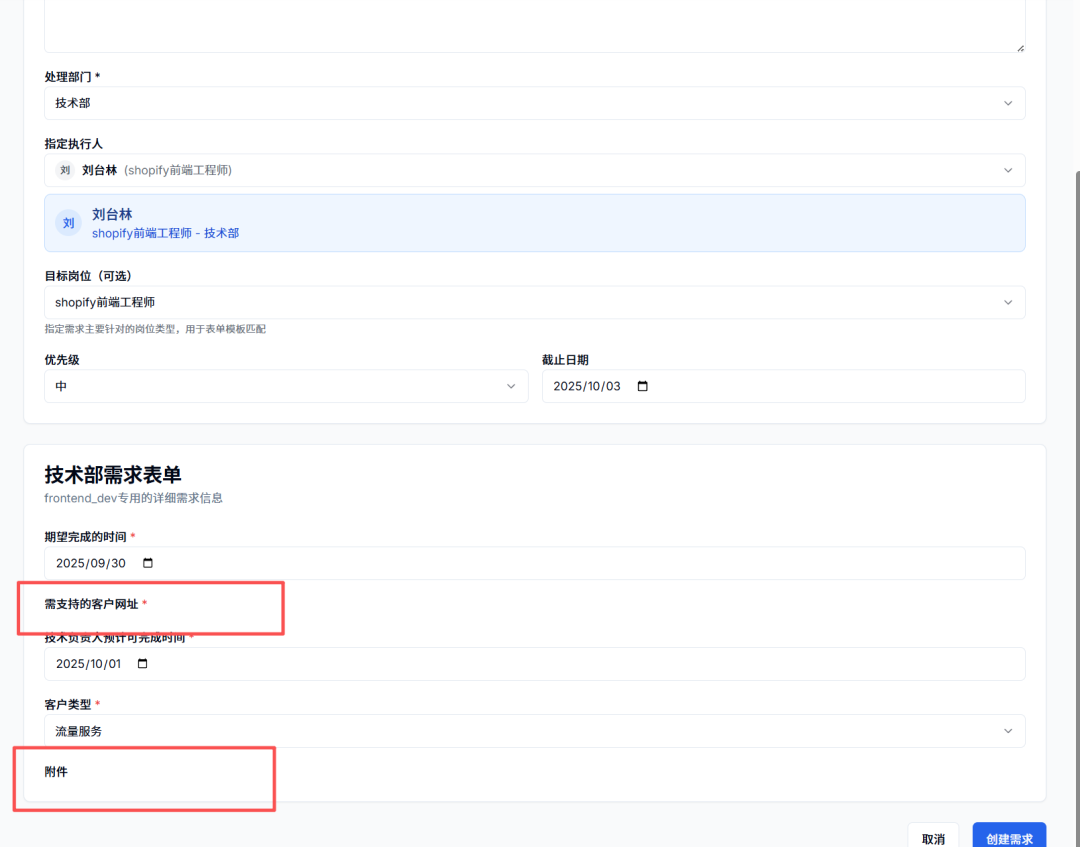 处理部门 *
技术部
指定执行人
刘 刘台林 (shopify前端工程师)
刘
刘台林
shopify前端工程师 - 技术部
目标岗位（可选）
shopify前端工程师
指定需求主要针对的岗位类型，用于表单模板匹配
优先级 截止日期
中 2025/10/03
技术部需求表单
frontend_dev专用的详细需求信息
期望完成的时间 *
2025/09/30
需支持的客户网址 *
技术负责人预计可完成时间 *
2025/10/01
客户类型 *
流量服务
附件
取消 创建需求